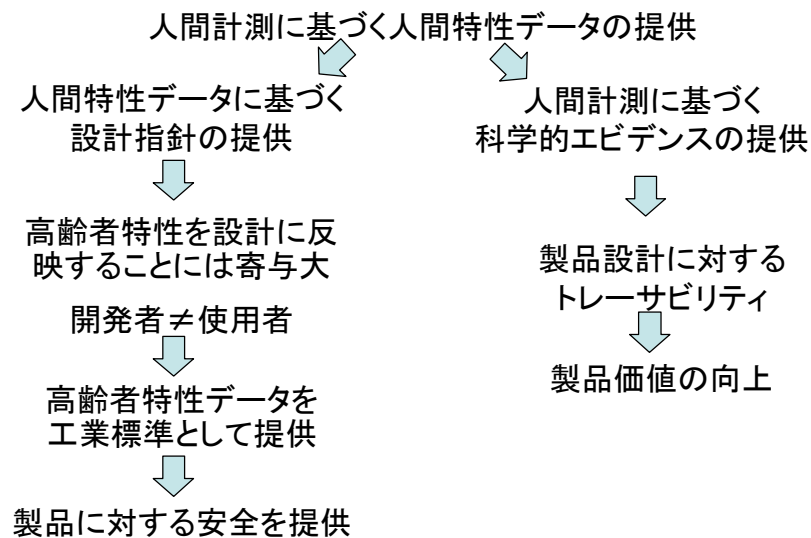 人間計測に基づく人間特性データの提供
人間特性データに基づく
設計指針の提供
高齢者特性を設計に反
映することには寄与大
開発者≠使用者
高齢者特性データを
工業標準として提供
製品に対する安全を提供
人間計測に基づく
科学的エビデンスの提供
製品設計に対する
トレーサビリティ
製品価値の向上